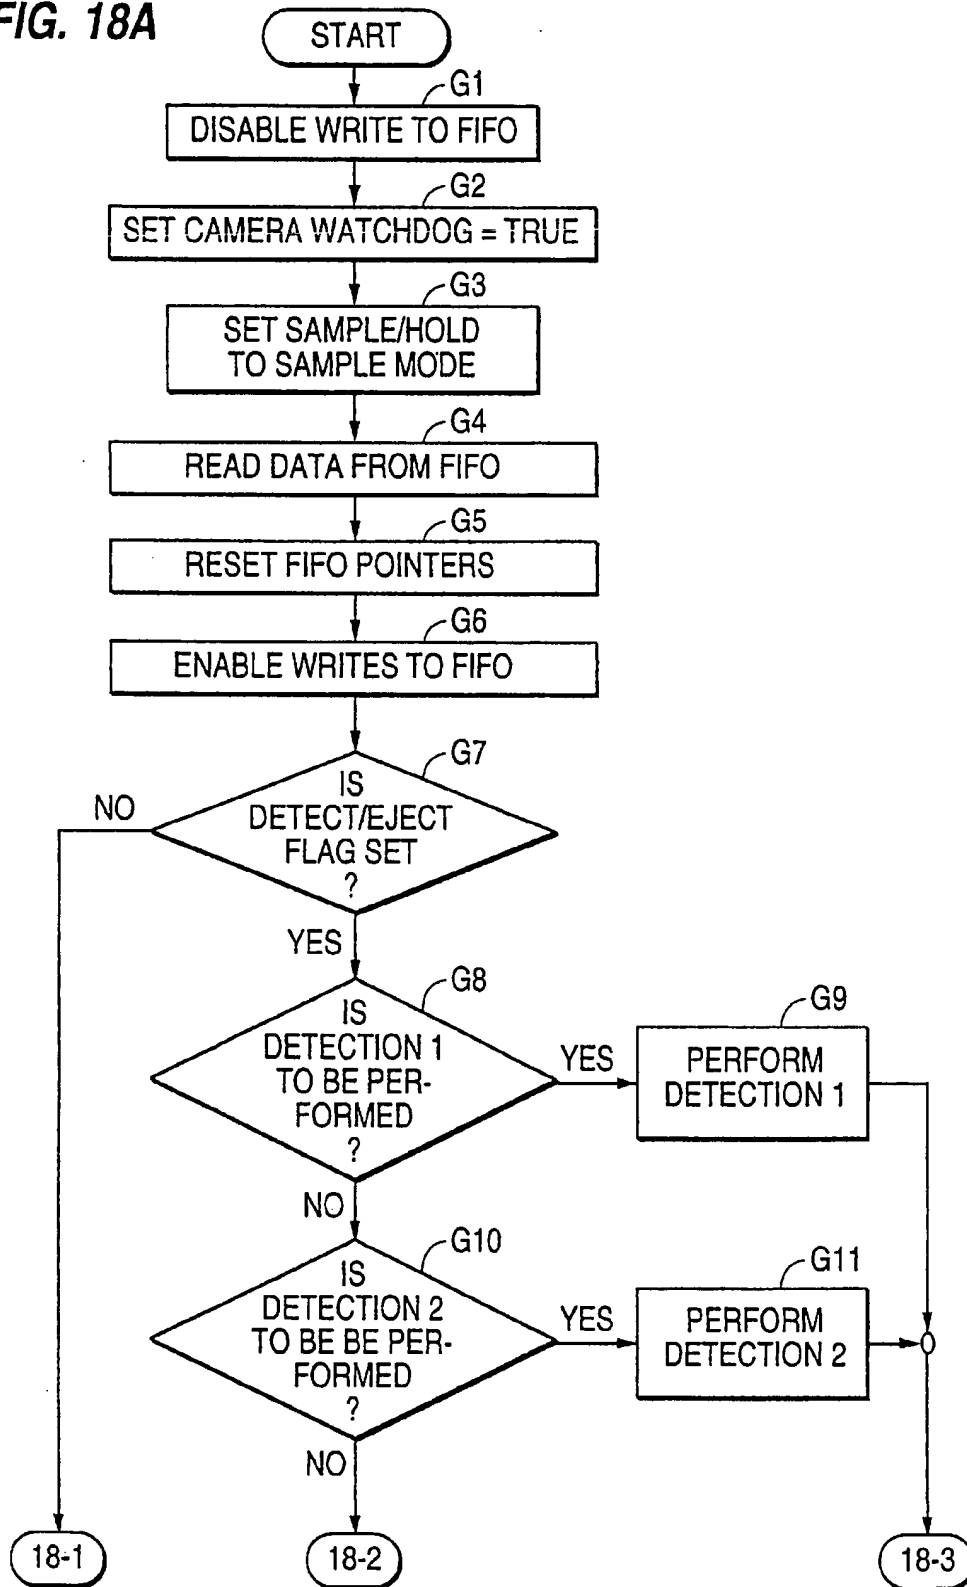 FIG. 18A
START
G1
DISABLE WRITE TO FIFO
G2
SET CAMERA WATCHDOG = TRUE
G3
SET SAMPLE/HOLD
TO SAMPLE MODE
G4
READ DATA FROM FIFO
G5
RESET FIFO POINTERS
G6
ENABLE WRITES TO FIFO
G7
IS
DETECT/EJECT
FLAG SET
?
NO
YES
G8
IS
DETECTION 1
TO BE PER-
FORMED
?
YES
G9
PERFORM
DETECTION 1
NO
G10
IS
DETECTION 2
TO BE BE PER-
FORMED
?
YES
G11
PERFORM
DETECTION 2
NO
18-1
18-2
18-3